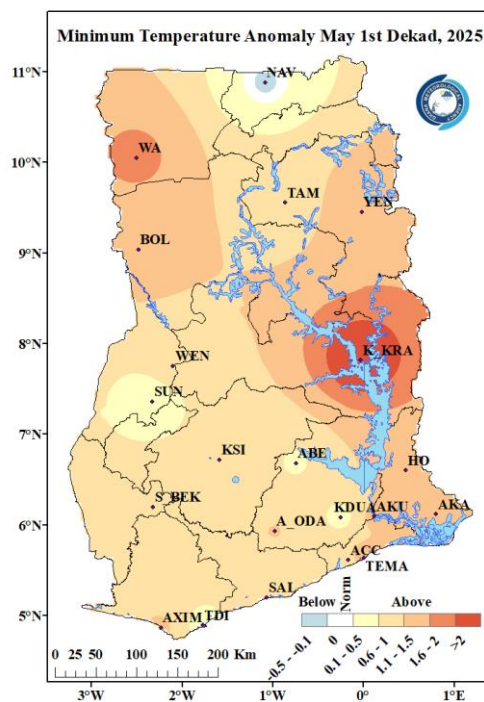 Minimum Temperature Anomaly May 1st Dekad, 2025
11°N
NAV
WA
10°N
TAM
YEN
BOL
9°N
8°N
K_KRA
WEN
SUN
7°N
KSI
ABE
HO
S_BEK
KDUA
AKU
AKA
6°N
A_ODA
ACC
TEMA
SAL
5°N
AXIM
TDI
Below
Norm
Above
-0.5 - -0.1
0
0.1 - 0.5
0.6 - 1
1.1 - 1.5
1.6 - 2
>2
0 25 50 100 150 200 Km
3°W
2°W
1°W
0°
1°E